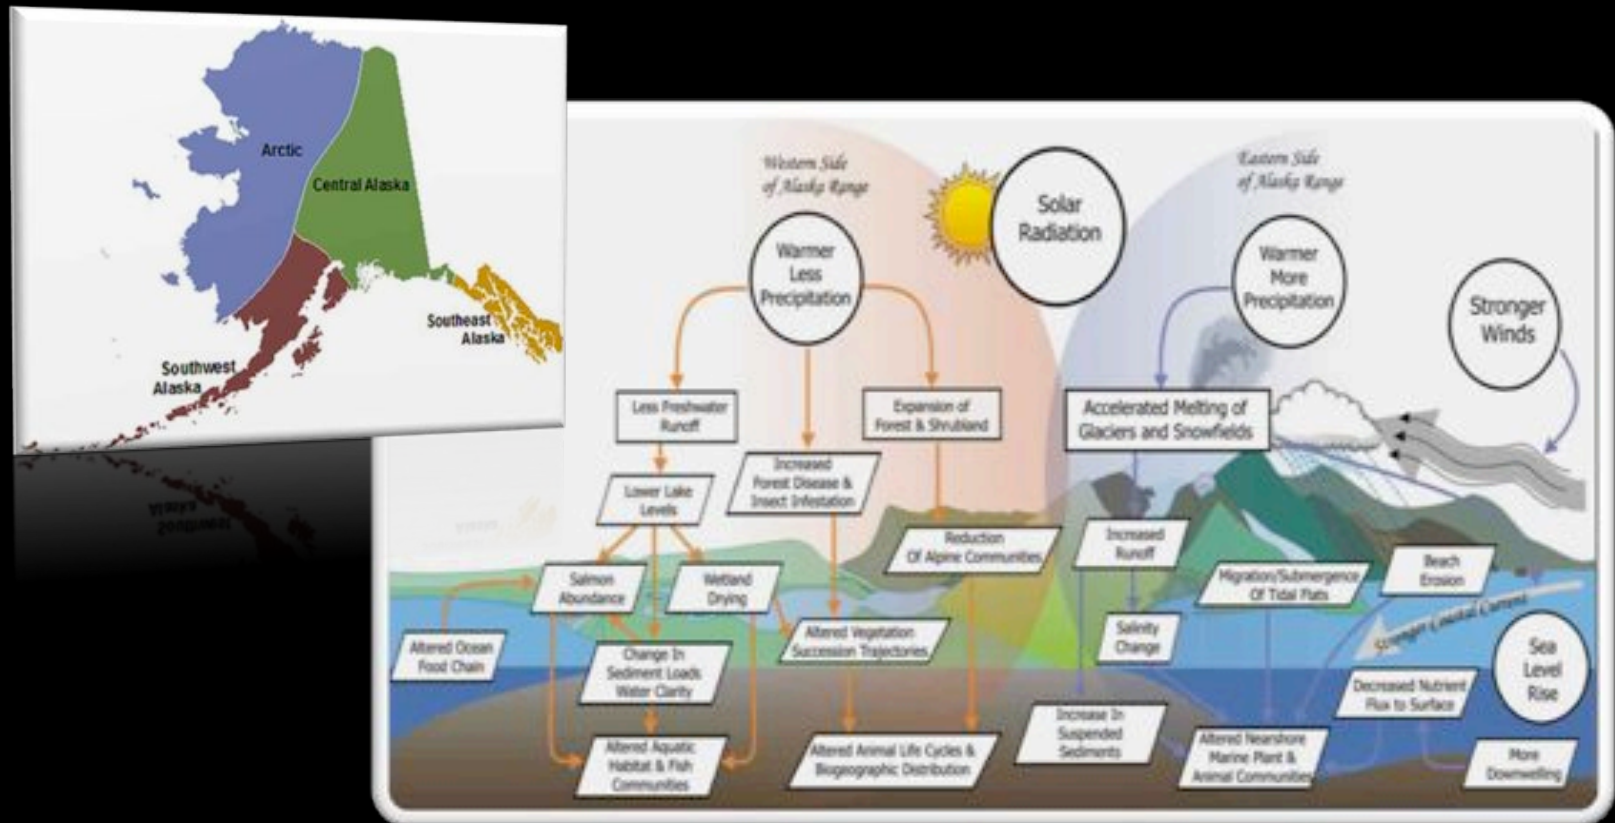 Arctic
Central Alaska
Southeast
Alaska
Southwest
Alaska
Western Side
of Alaska Range
Solar
Radiation
Eastern Side
of Alaska Range
Warmer
Less
Precipitation
Warmer
More
Precipitation
Stronger
Winds
Less Freshwater
Runoff
Expansion of
Forest & Shrubland
Accelerated Melting of
Glaciers and Snowfields
Increased
Forest Disease &
Insect Infestation
Lower Lake
Levels
Reduction
Of Alpine Communities
Increased
Runoff
Beach
Erosion
Migration/Submergence
Of Tidal Flats
Salmon
Abundance
Wetland
Drying
Stronger Coastal Current
Altered Ocean
Food Chain
Change In
Sediment Loads
Water Clarity
Altered Vegetation
Succession Trajectories
Salinity
Change
Sea
Level
Rise
Decreased Nutrient
Flux to Surface
Increase In
Suspended
Sediments
Altered Aquatic
Habitat & Fish
Communities
Altered Animal Life Cycles &
Biogeographic Distribution
Altered Nearshore
Marine Plant &
Animal Communities
More
Downwelling